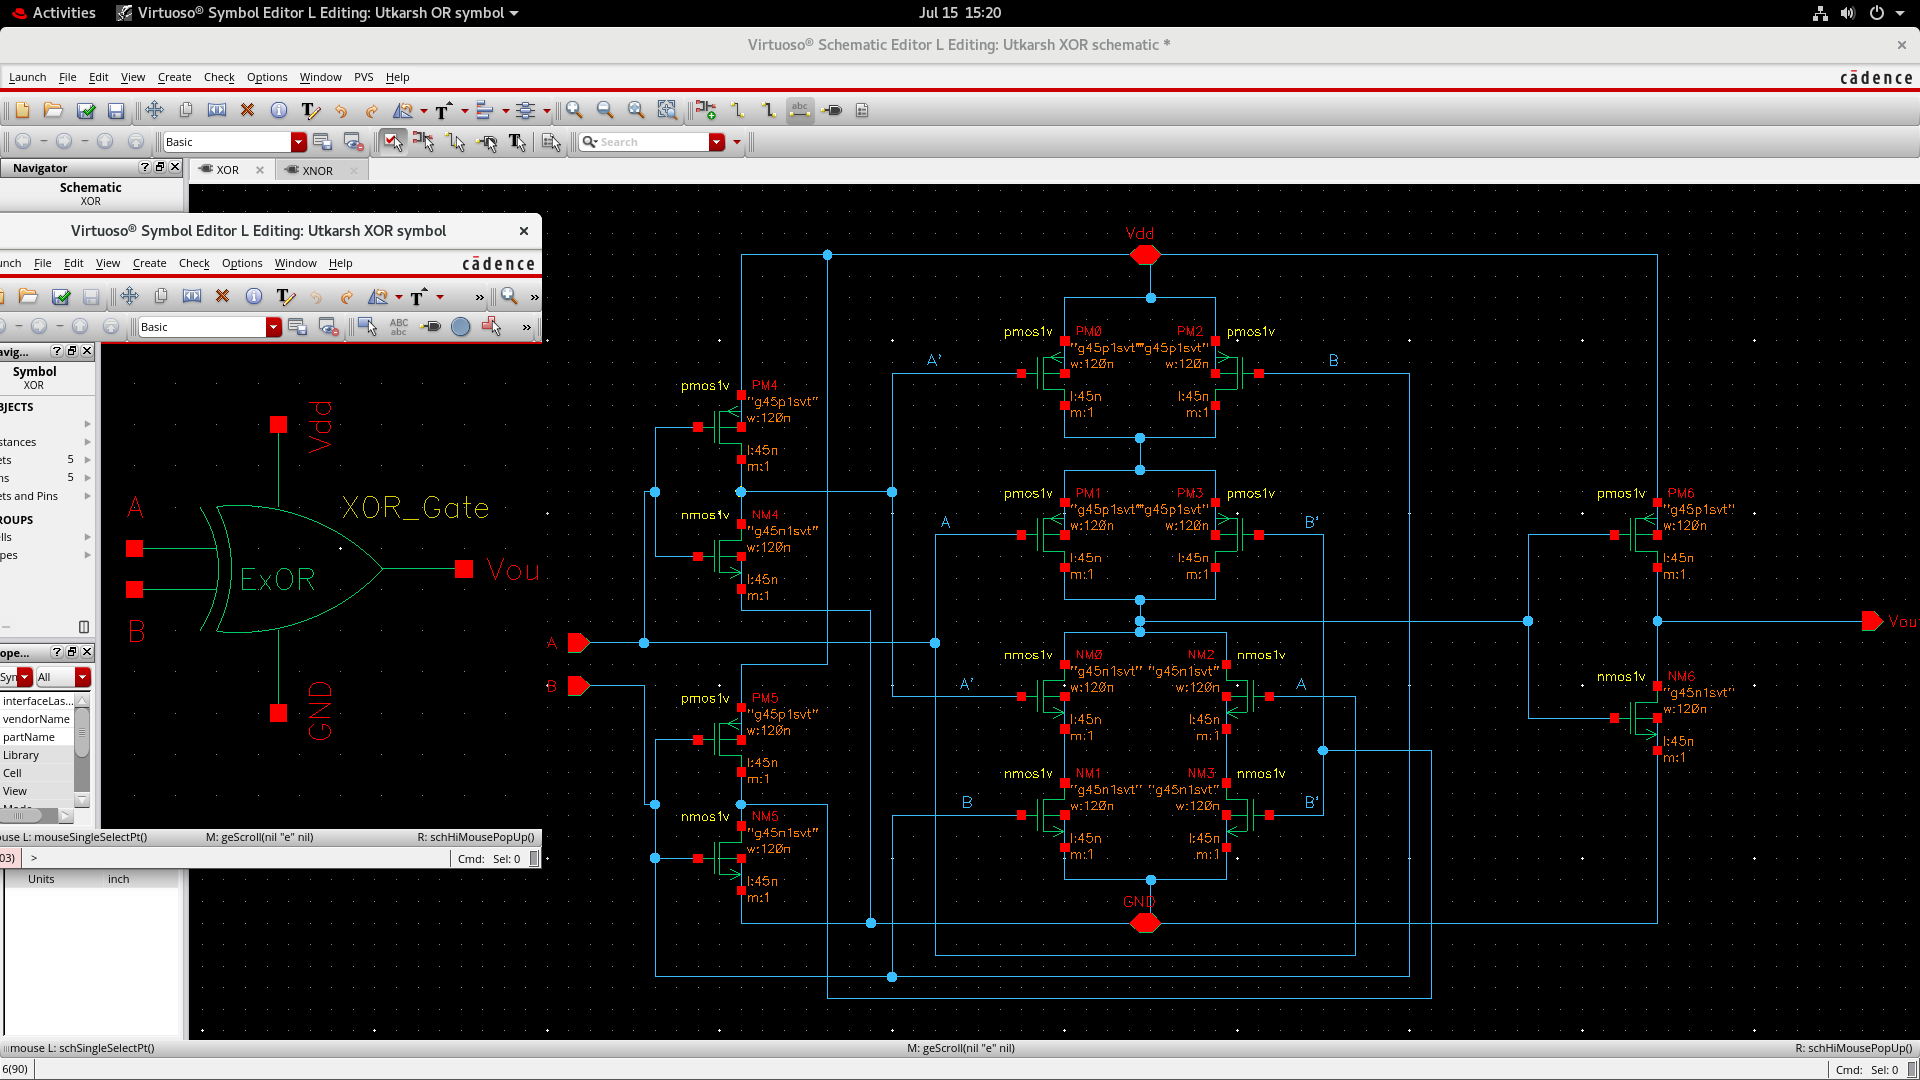 Activities
Virtuoso® Symbol Editor L Editing: Utkarsh OR symbol
Jul 15 15:20
Virtuoso® Schematic Editor L Editing: Utkarsh XOR schematic *
Launch File Edit View Create Check Options Window PVS Help
cādence
Basic
Search
Navigator
XOR
XNOR
Schematic
XOR
Virtuoso® Symbol Editor L Editing: Utkarsh XOR symbol
unch File Edit View Create Check Options Window Help
cādence
Basic
avig...
Symbol
XOR
BJECTS
stances
ets 5
ns 5
ets and Pins
ROUPS
lls
pes
ope...
Syn
All
interfaceLas...
vendorName
partName
Library
Cell
View
Vdd
A
XOR_Gate
ExOR
Vou
B
GND
ouse L: mouseSingleSelectPt()
M: geScroll(nil "e" nil)
R: schHiMousePopUp()
03) >
Cmd: Sel: 0
Units inch
Vdd
pmos1v PM0
"g45p1svt"
w:120n
l:45n
m:1
A'
PM2 pmos1v
"g45p1svt"
w:120n
l:45n
m:1
B
pmos1v PM4
"g45p1svt"
w:120n
l:45n
m:1
nmos1v NM4
"g45n1svt"
w:120n
l:45n
m:1
pmos1v PM1
"g45p1svt"
w:120n
l:45n
m:1
A
PM3 pmos1v
"g45p1svt"
w:120n
l:45n
m:1
B'
pmos1v PM6
"g45p1svt"
w:120n
l:45n
m:1
A
B
Vou
nmos1v NM0
"g45n1svt"
w:120n
l:45n
m:1
A'
NM2 nmos1v
"g45n1svt"
w:120n
l:45n
m:1
A
nmos1v NM6
"g45n1svt"
w:120n
l:45n
m:1
pmos1v PM5
"g45p1svt"
w:120n
l:45n
m:1
nmos1v NM5
"g45n1svt"
w:120n
l:45n
m:1
nmos1v NM1
"g45n1svt"
w:120n
l:45n
m:1
B
NM3 nmos1v
"g45n1svt"
w:120n
l:45n
m:1
B'
GND
mouse L: schSingleSelectPt()
M: geScroll(nil "e" nil)
R: schHiMousePopUp()
6(90)
Cmd: Sel: 0